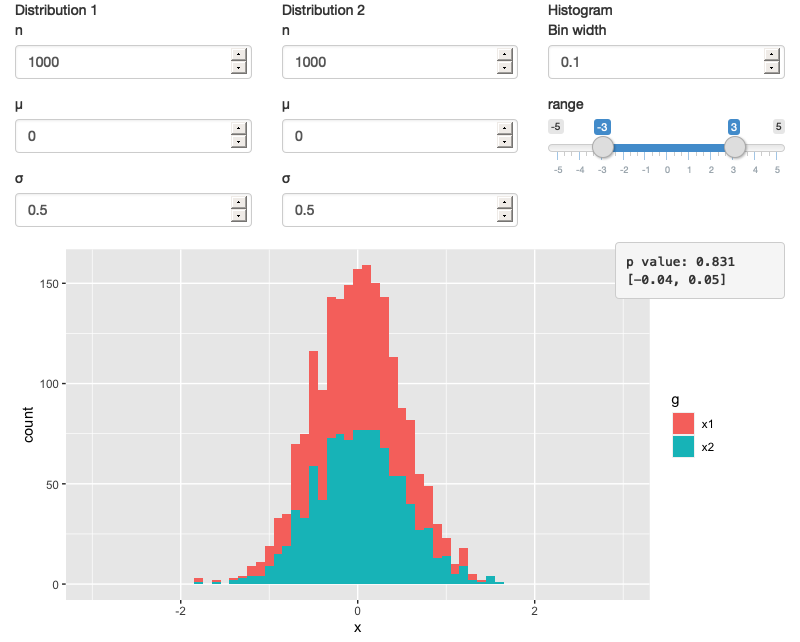 Distribution 1
n
1000
μ
0
σ
0.5
Distribution 2
n
1000
μ
0
σ
0.5
Histogram
Bin width
0.1
range
-5 -3 3 5
-5 -4 -3 -2 -1 0 1 2 3 4 5
p value: 0.831
[-0.04, 0.05]
150
100
50
0
count
-2 0 2
x
g
x1
x2